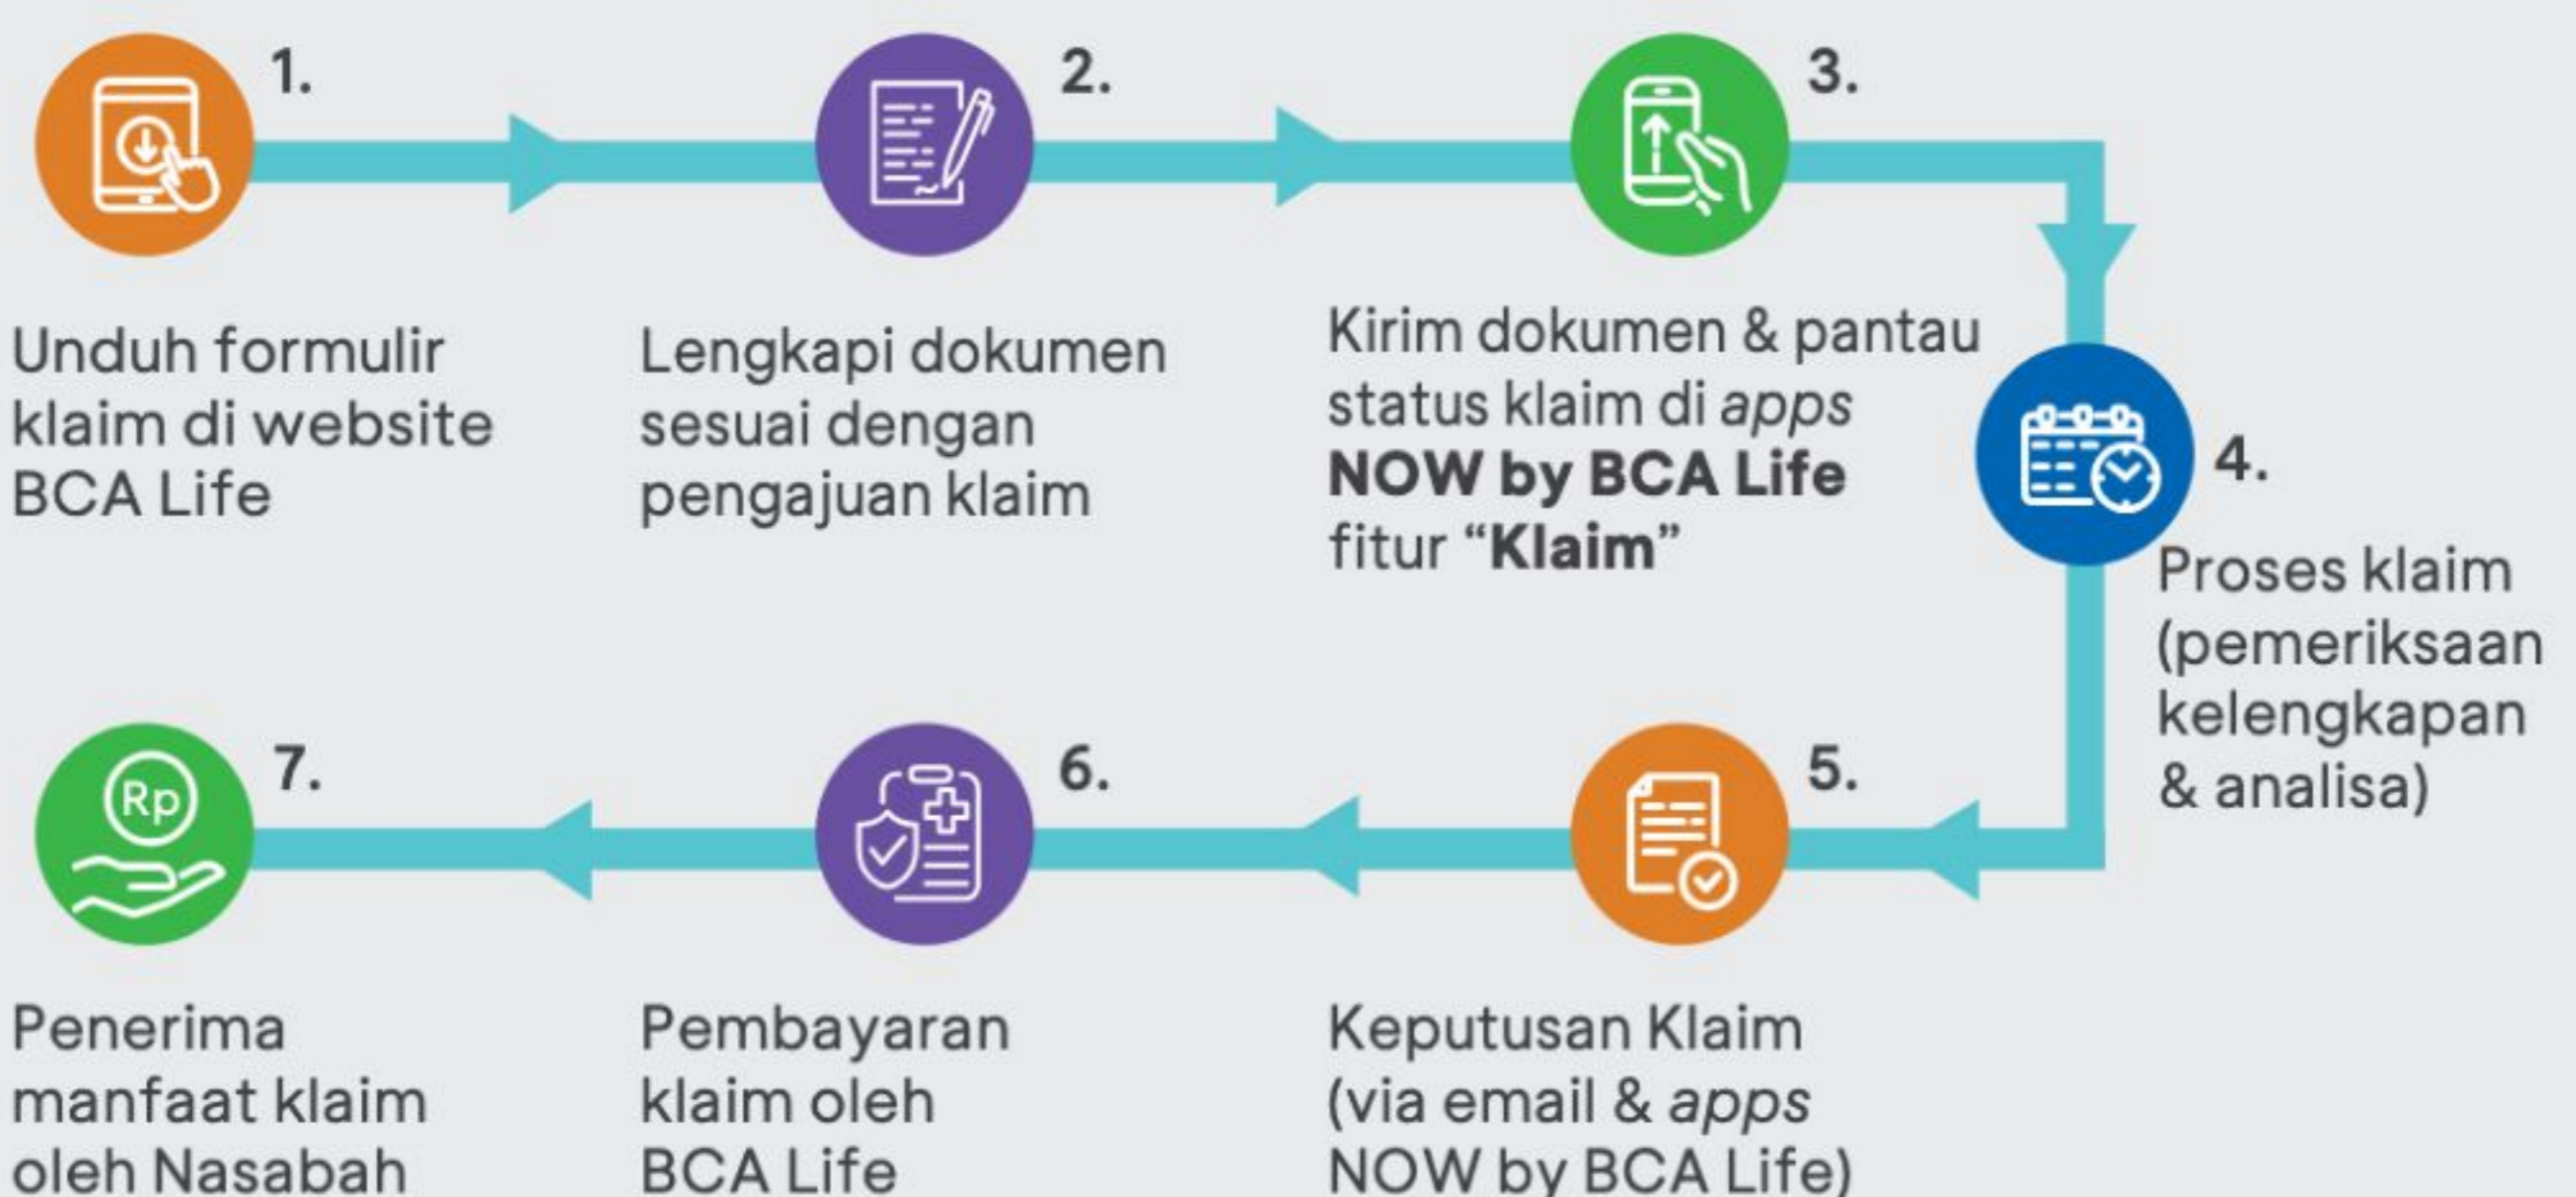 1.
Unduh formulir
klaim di website
BCA Life
2.
Lengkapi dokumen
sesuai dengan
pengajuan klaim
3.
Kirim dokumen & pantau
status klaim di apps
NOW by BCA Life
fitur “Klaim”
4.
Proses klaim
(pemeriksaan
kelengkapan
& analisa)
5.
Keputusan Klaim
(via email & apps
NOW by BCA Life)
6.
Pembayaran
klaim oleh
BCA Life
Rp
7.
Penerima
manfaat klaim
oleh Nasabah